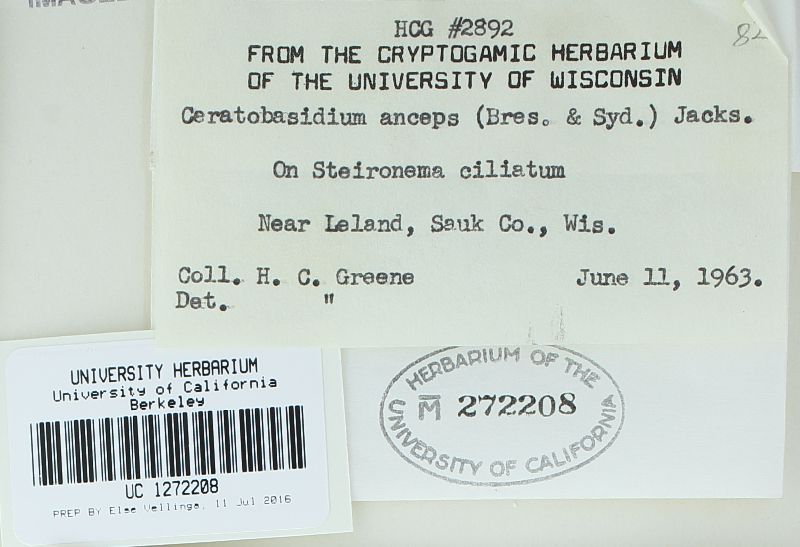 HCG #2892
FROM THE CRYPTOGAMIC HERBARIUM
OF THE UNIVERSITY OF WISCONSIN
Ceratobasidium anceps (Bres. & Syd.) Jacks.
On Steironema ciliatum
Near Leland, Sauk Co., Wis.
Coll. H. C. Greene June 11, 1963.
Det. "
UNIVERSITY HERBARIUM
University of California
Berkeley
UC 1272208
PREP BY Else Vellinga, 11 Jul 2016
HERBARIUM OF THE
M 272208
UNIVERSITY OF CALIFORNIA